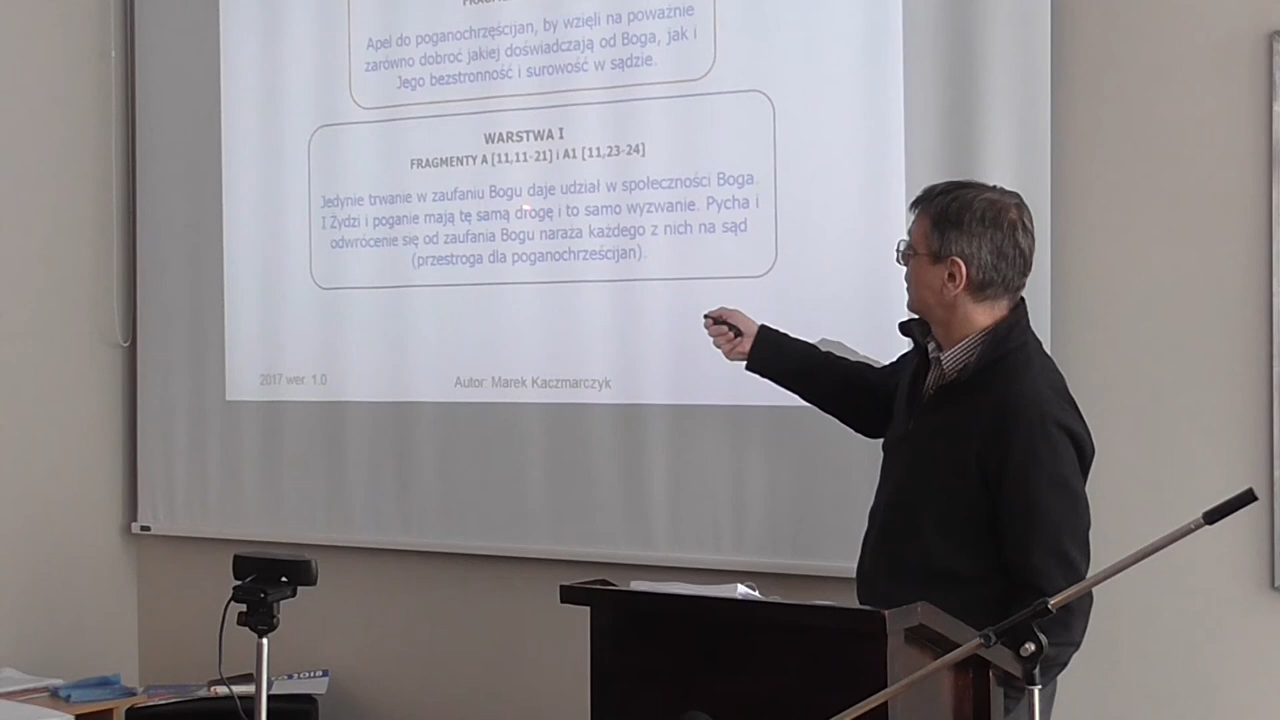 Apel do poganochrzęścijan, by wzięli na poważnie
zarówno dobroć jakiej doświadczają od Boga, jak i
Jego bezstronność i surowość w sądzie.
WARSTWA I
FRAGMENTY A [11,11-21] i A1 [11,23-24]
Jedynie trwanie w zaufaniu Bogu daje udział w społeczności Boga.
I Żydzi i poganie mają tę samą drogę i to samo wyzwanie. Pycha i
odwrócenie się od zaufania Bogu naraża każdego z nich na sąd
(przestroga dla poganochrześcijan).
2017 wer. 1.0
Autor: Marek Kaczmarczyk
2018